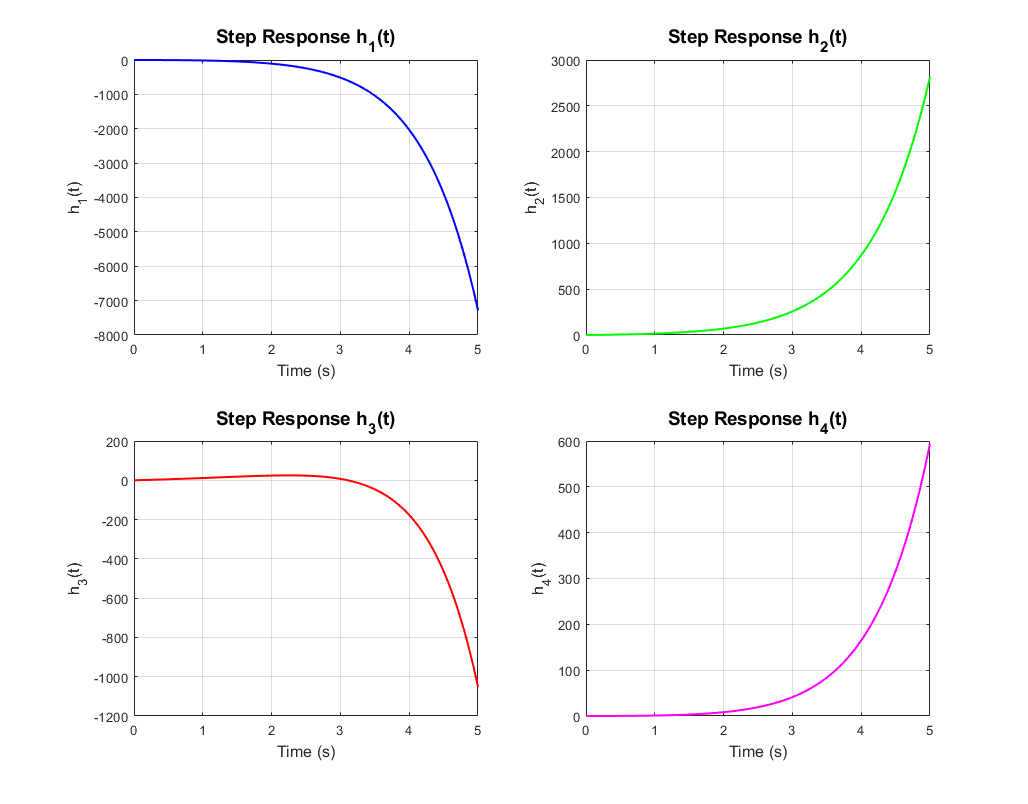 Step Response h1(t)
0
-1000
-2000
-3000
-4000
-5000
-6000
-7000
-8000
h1(t)
0 1 2 3 4 5
Time (s)
Step Response h2(t)
3000
2500
2000
1500
1000
500
0
h2(t)
0 1 2 3 4 5
Time (s)
Step Response h3(t)
200
0
-200
-400
-600
-800
-1000
-1200
h3(t)
0 1 2 3 4 5
Time (s)
Step Response h4(t)
600
500
400
300
200
100
0
h4(t)
0 1 2 3 4 5
Time (s)